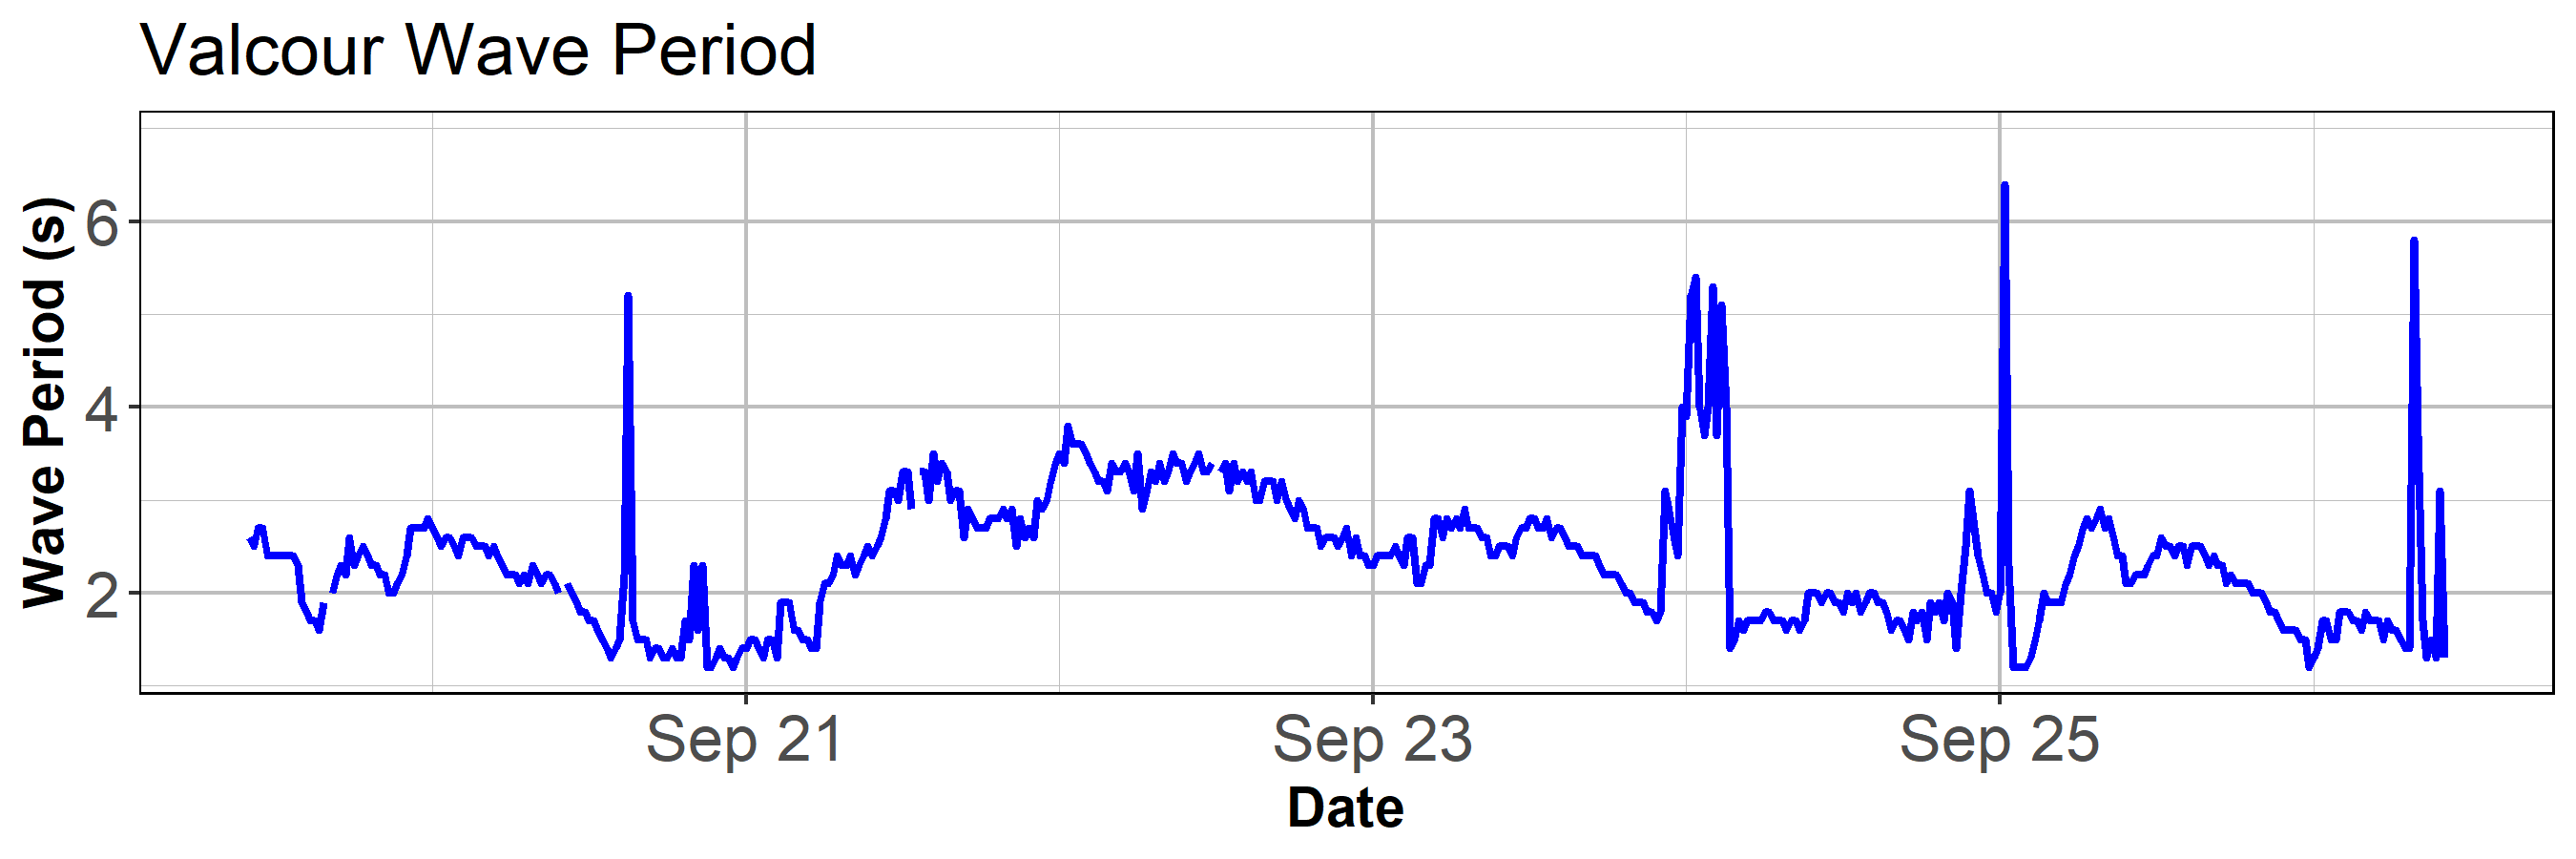 Valcour Wave Period
Wave Period (s)
6
4
2
Sep 21
Sep 23
Sep 25
Date